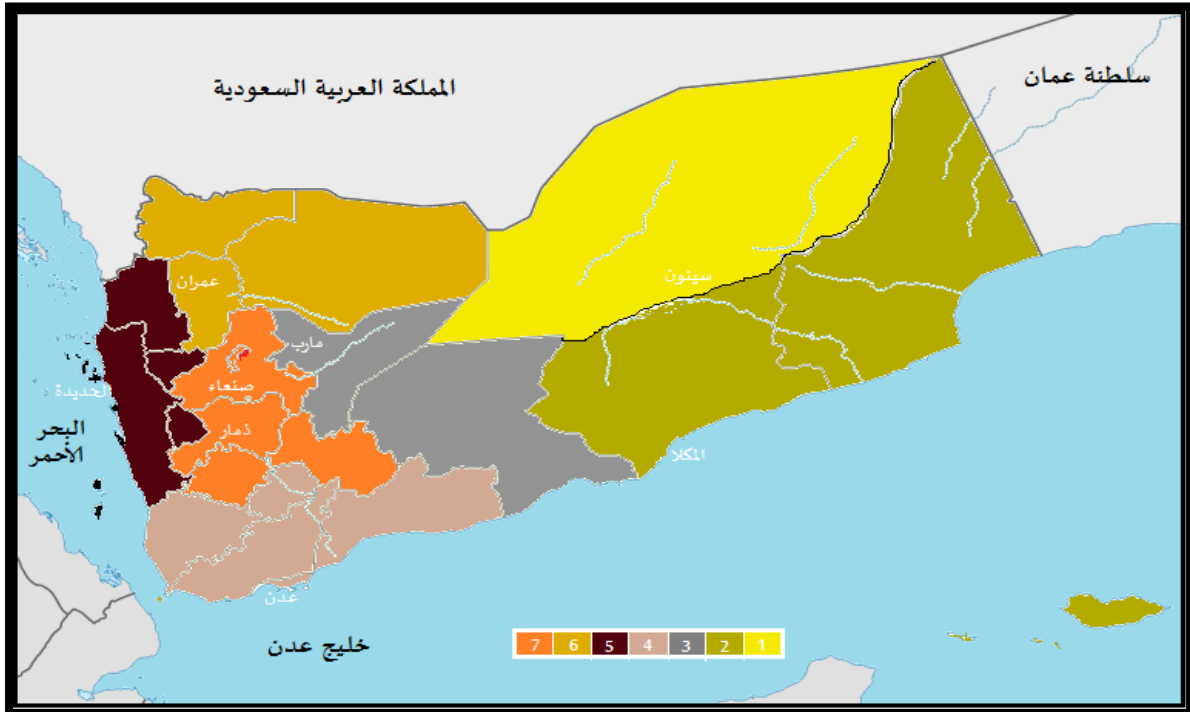 المملكة العربية السعودية
سلطنة عمان
عمران
سيئون
مارب
صنعاء
الحديدة
ذمار
البحر
الأحمر
المكلا
عدن
خليج عدن
7 6 5 4 3 2 1